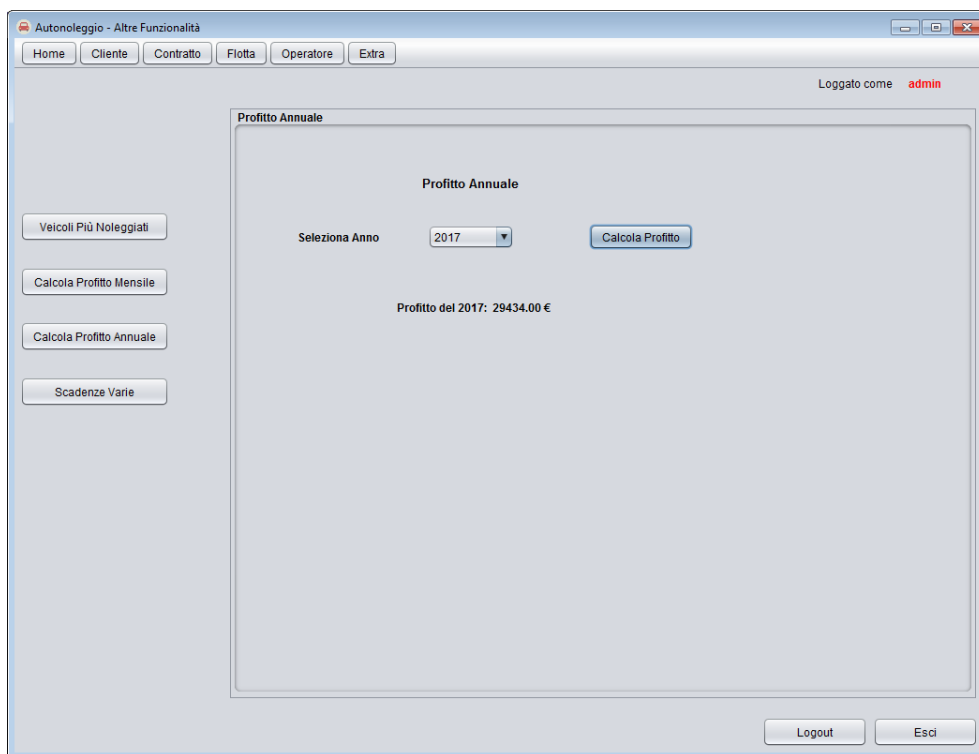 Autonoleggio - Altre Funzionalità
Home Cliente Contratto Flotta Operatore Extra
Loggato come admin
Profitto Annuale
Profitto Annuale
Veicoli Più Noleggiati
Seleziona Anno 2017 Calcola Profitto
Calcola Profitto Mensile
Profitto del 2017: 29434.00 €
Calcola Profitto Annuale
Scadenze Varie
Logout Esci